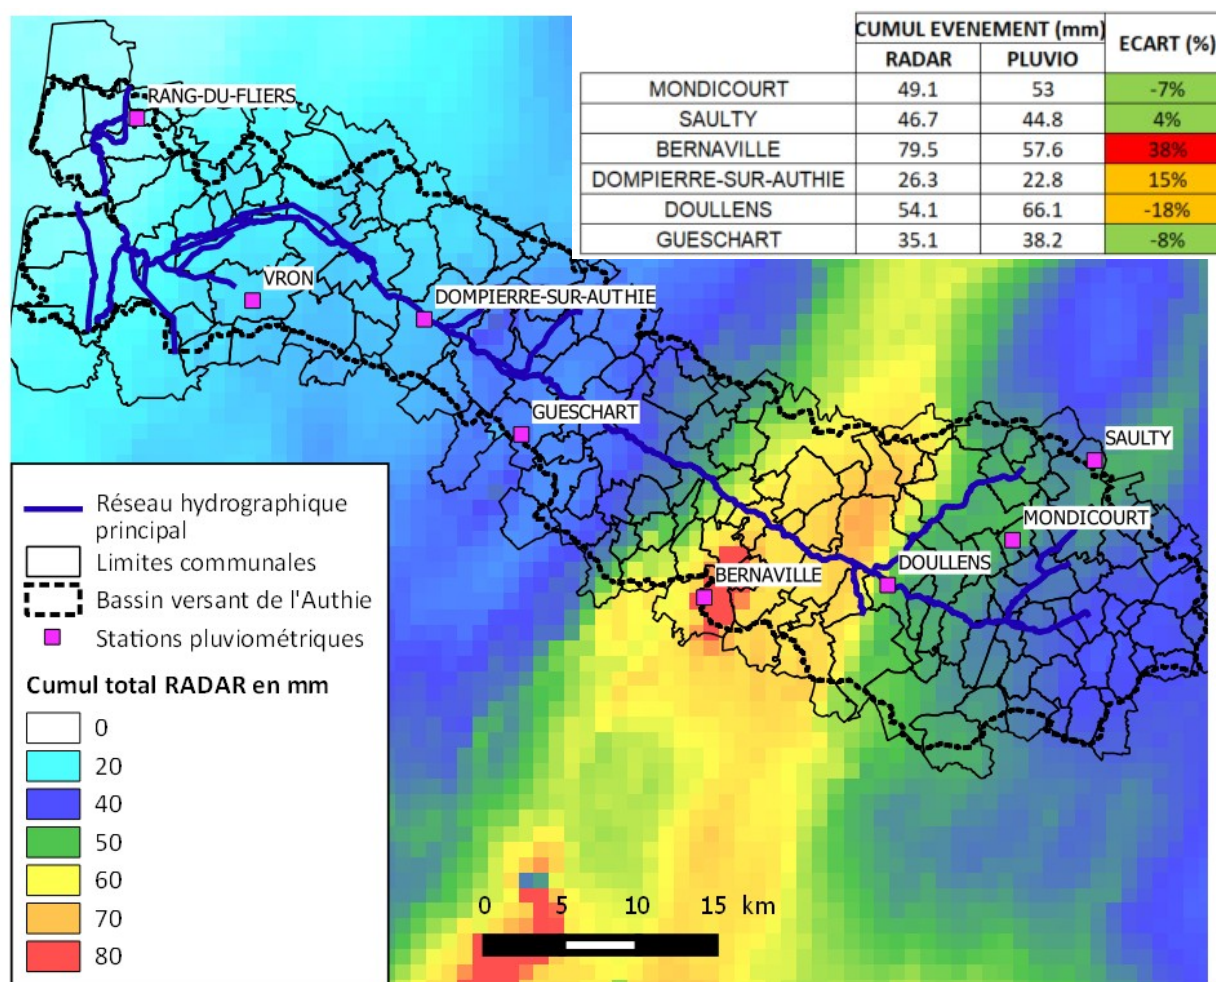 CUMUL EVENEMENT (mm) ECART (%)
RADAR PLUVIO
MONDICOURT 49.1 53 -7%
SAULTY 46.7 44.8 4%
BERNAVILLE 79.5 57.6 38%
DOMPIERRE-SUR-AUTHIE 26.3 22.8 15%
DOULLENS 54.1 66.1 -18%
GUESCHART 35.1 38.2 -8%
RANG-DU-FLIERS
VRON
DOMPIERRE-SUR-AUTHIE
GUESCHART
SAULTY
MONDICOURT
DOULLENS
BERNAVILLE
Réseau hydrographique
principal
Limites communales
Bassin versant de l'Authie
Stations pluviométriques
Cumul total RADAR en mm
0
20
40
50
60
70
80
0 5 10 15 km